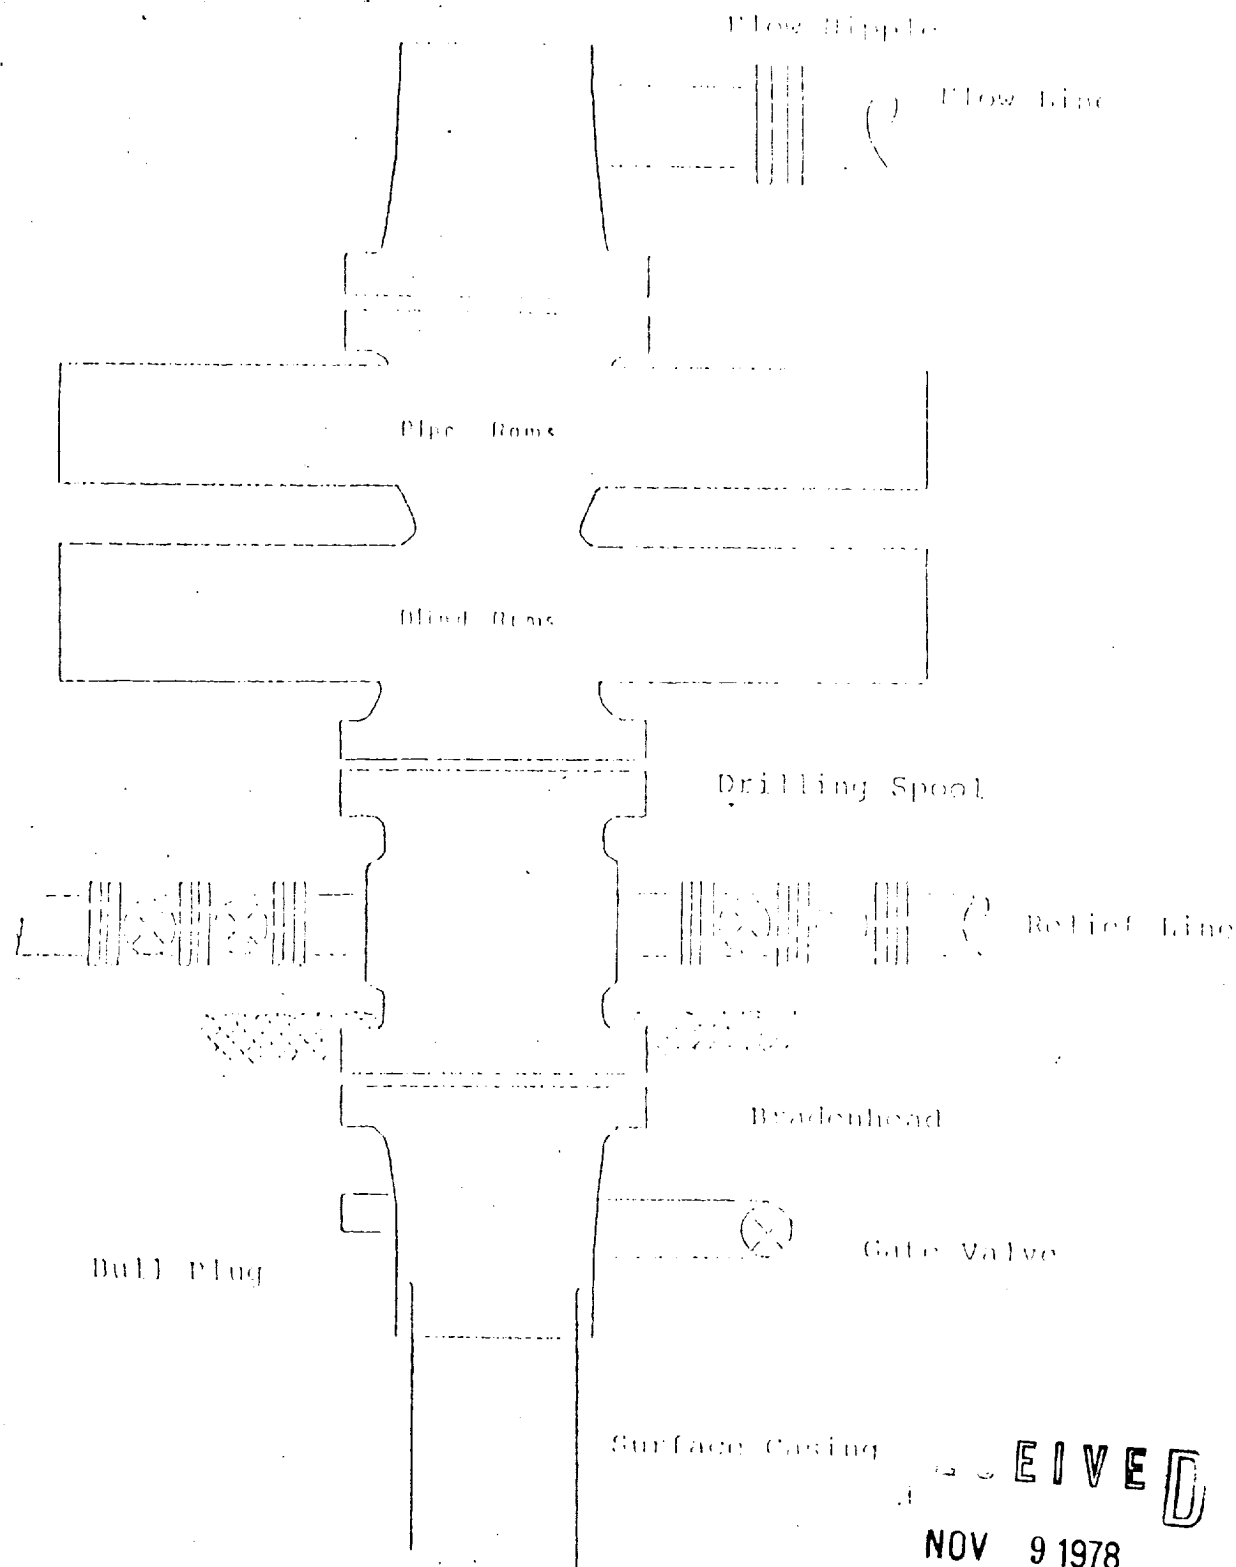 Flow Nipple
Flow Line
Pipe Rams
Blind Rams
Drilling Spool
Relief Line
Bradenhead
Gate Valve
Bull Plug
Surface Casing
EIVED
NOV 9 1978